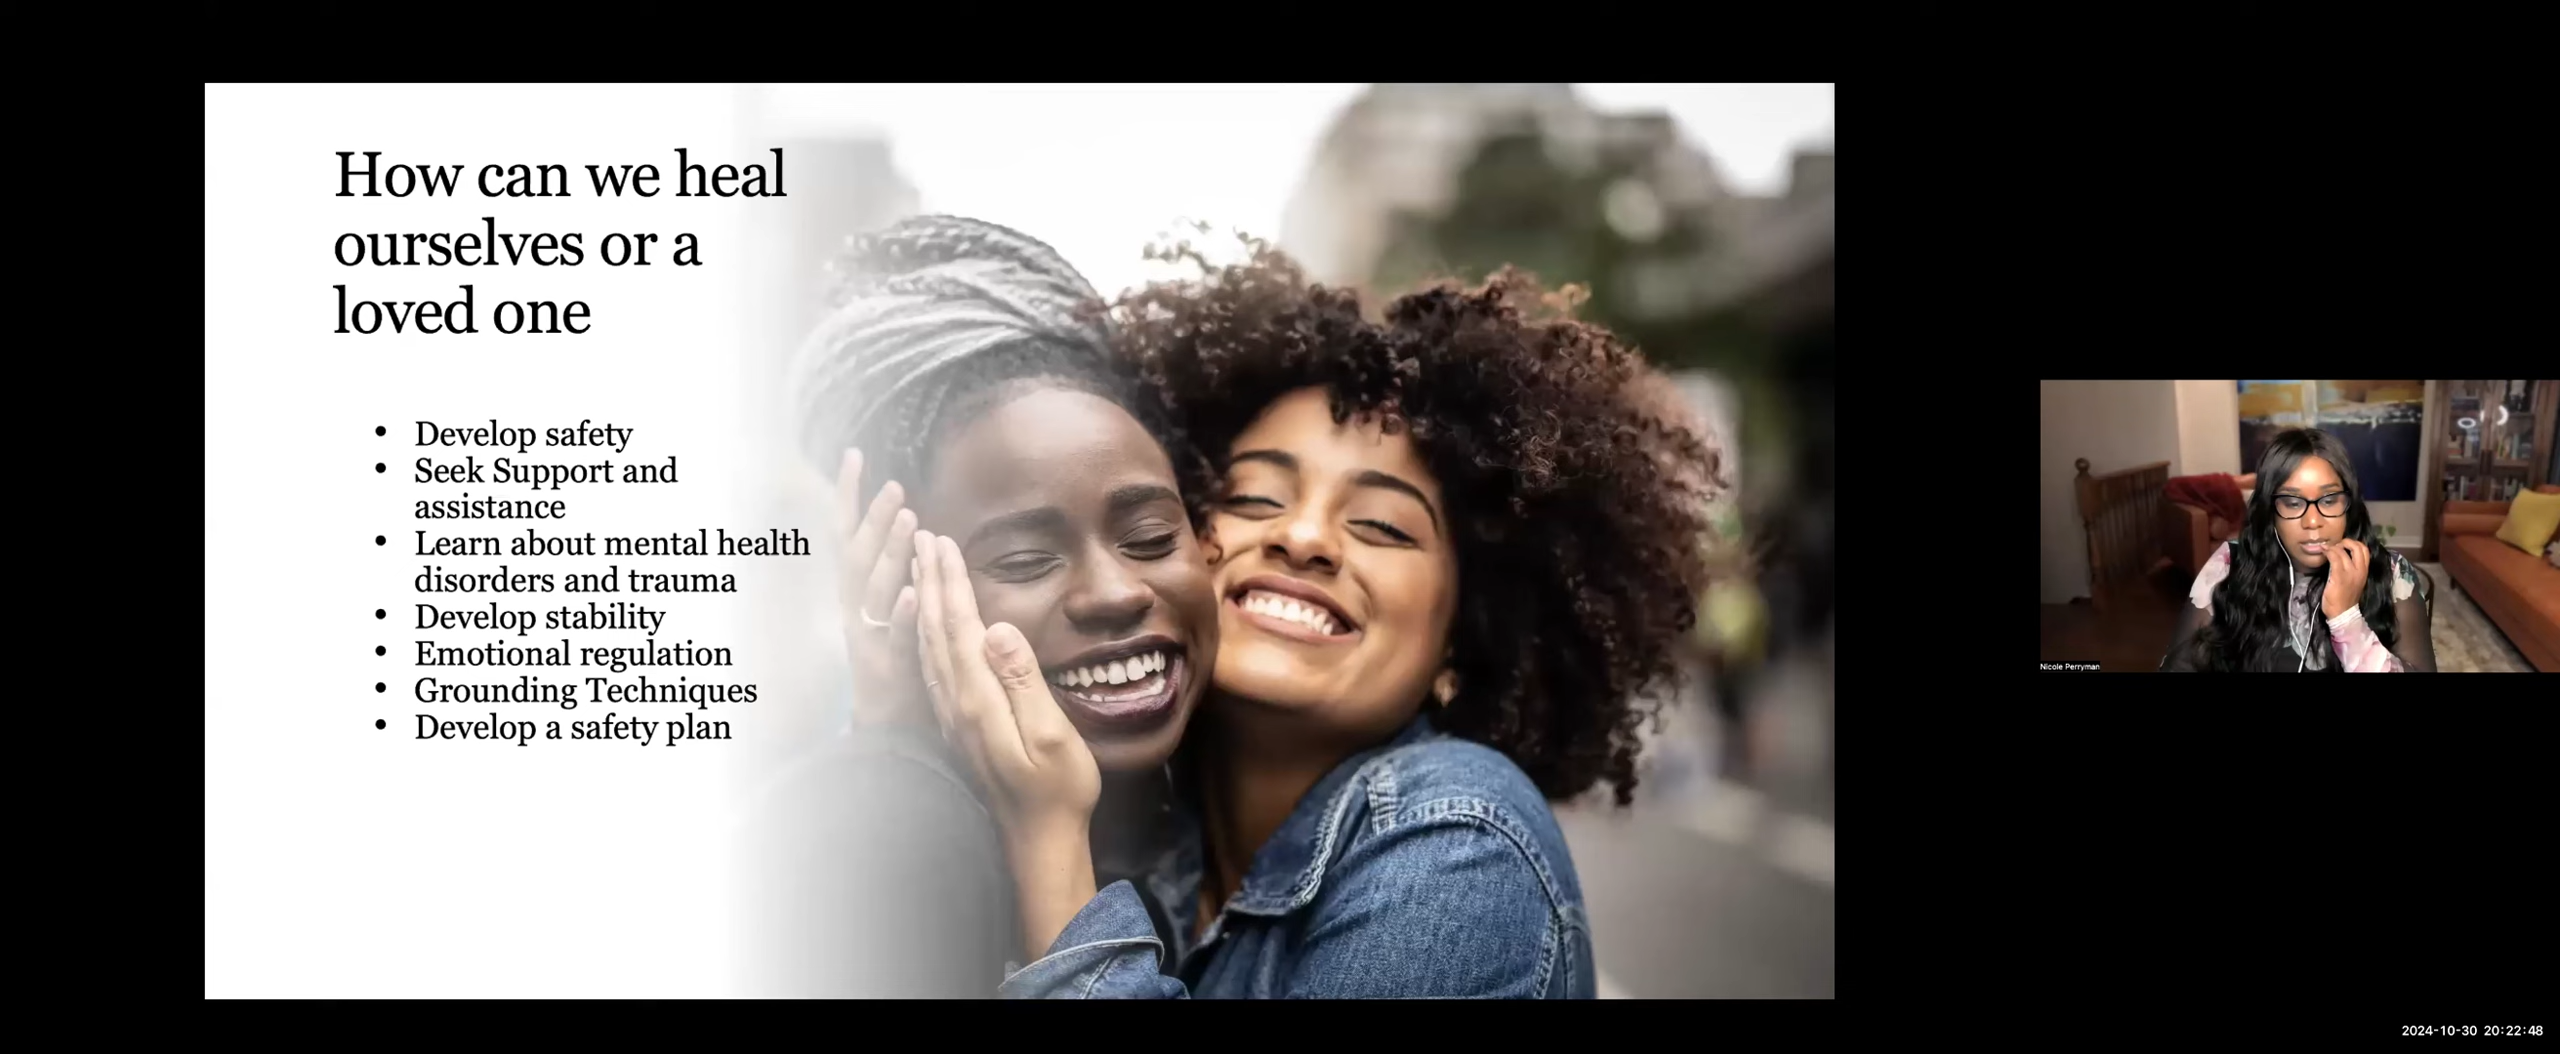 How can we heal
ourselves or a
loved one
• Develop safety
• Seek Support and
assistance
• Learn about mental health
disorders and trauma
• Develop stability
• Emotional regulation
• Grounding Techniques
• Develop a safety plan
Nicole Perryman
2024-10-30 20:22:48